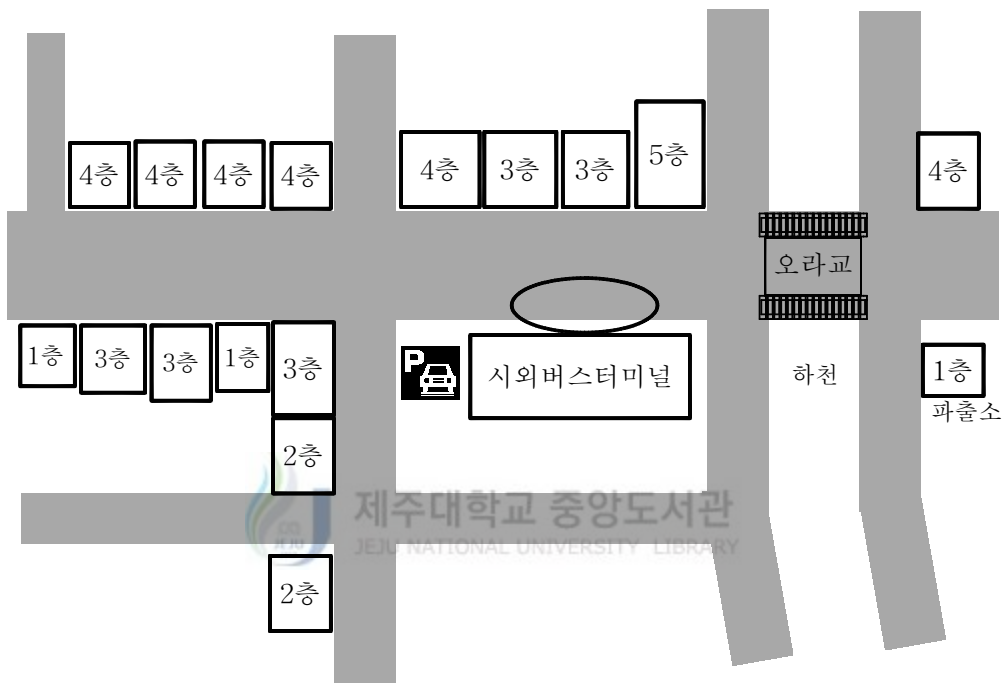 4층 4층 4층 4층 4층 3층 3층 5층 4층
오라교
1층 3층 3층 1층 3층 P 시외버스터미널 하천 1층
파출소
2층
제주대학교 중앙도서관
JEJU
JEJU NATIONAL UNIVERSITY LIBRARY
2층